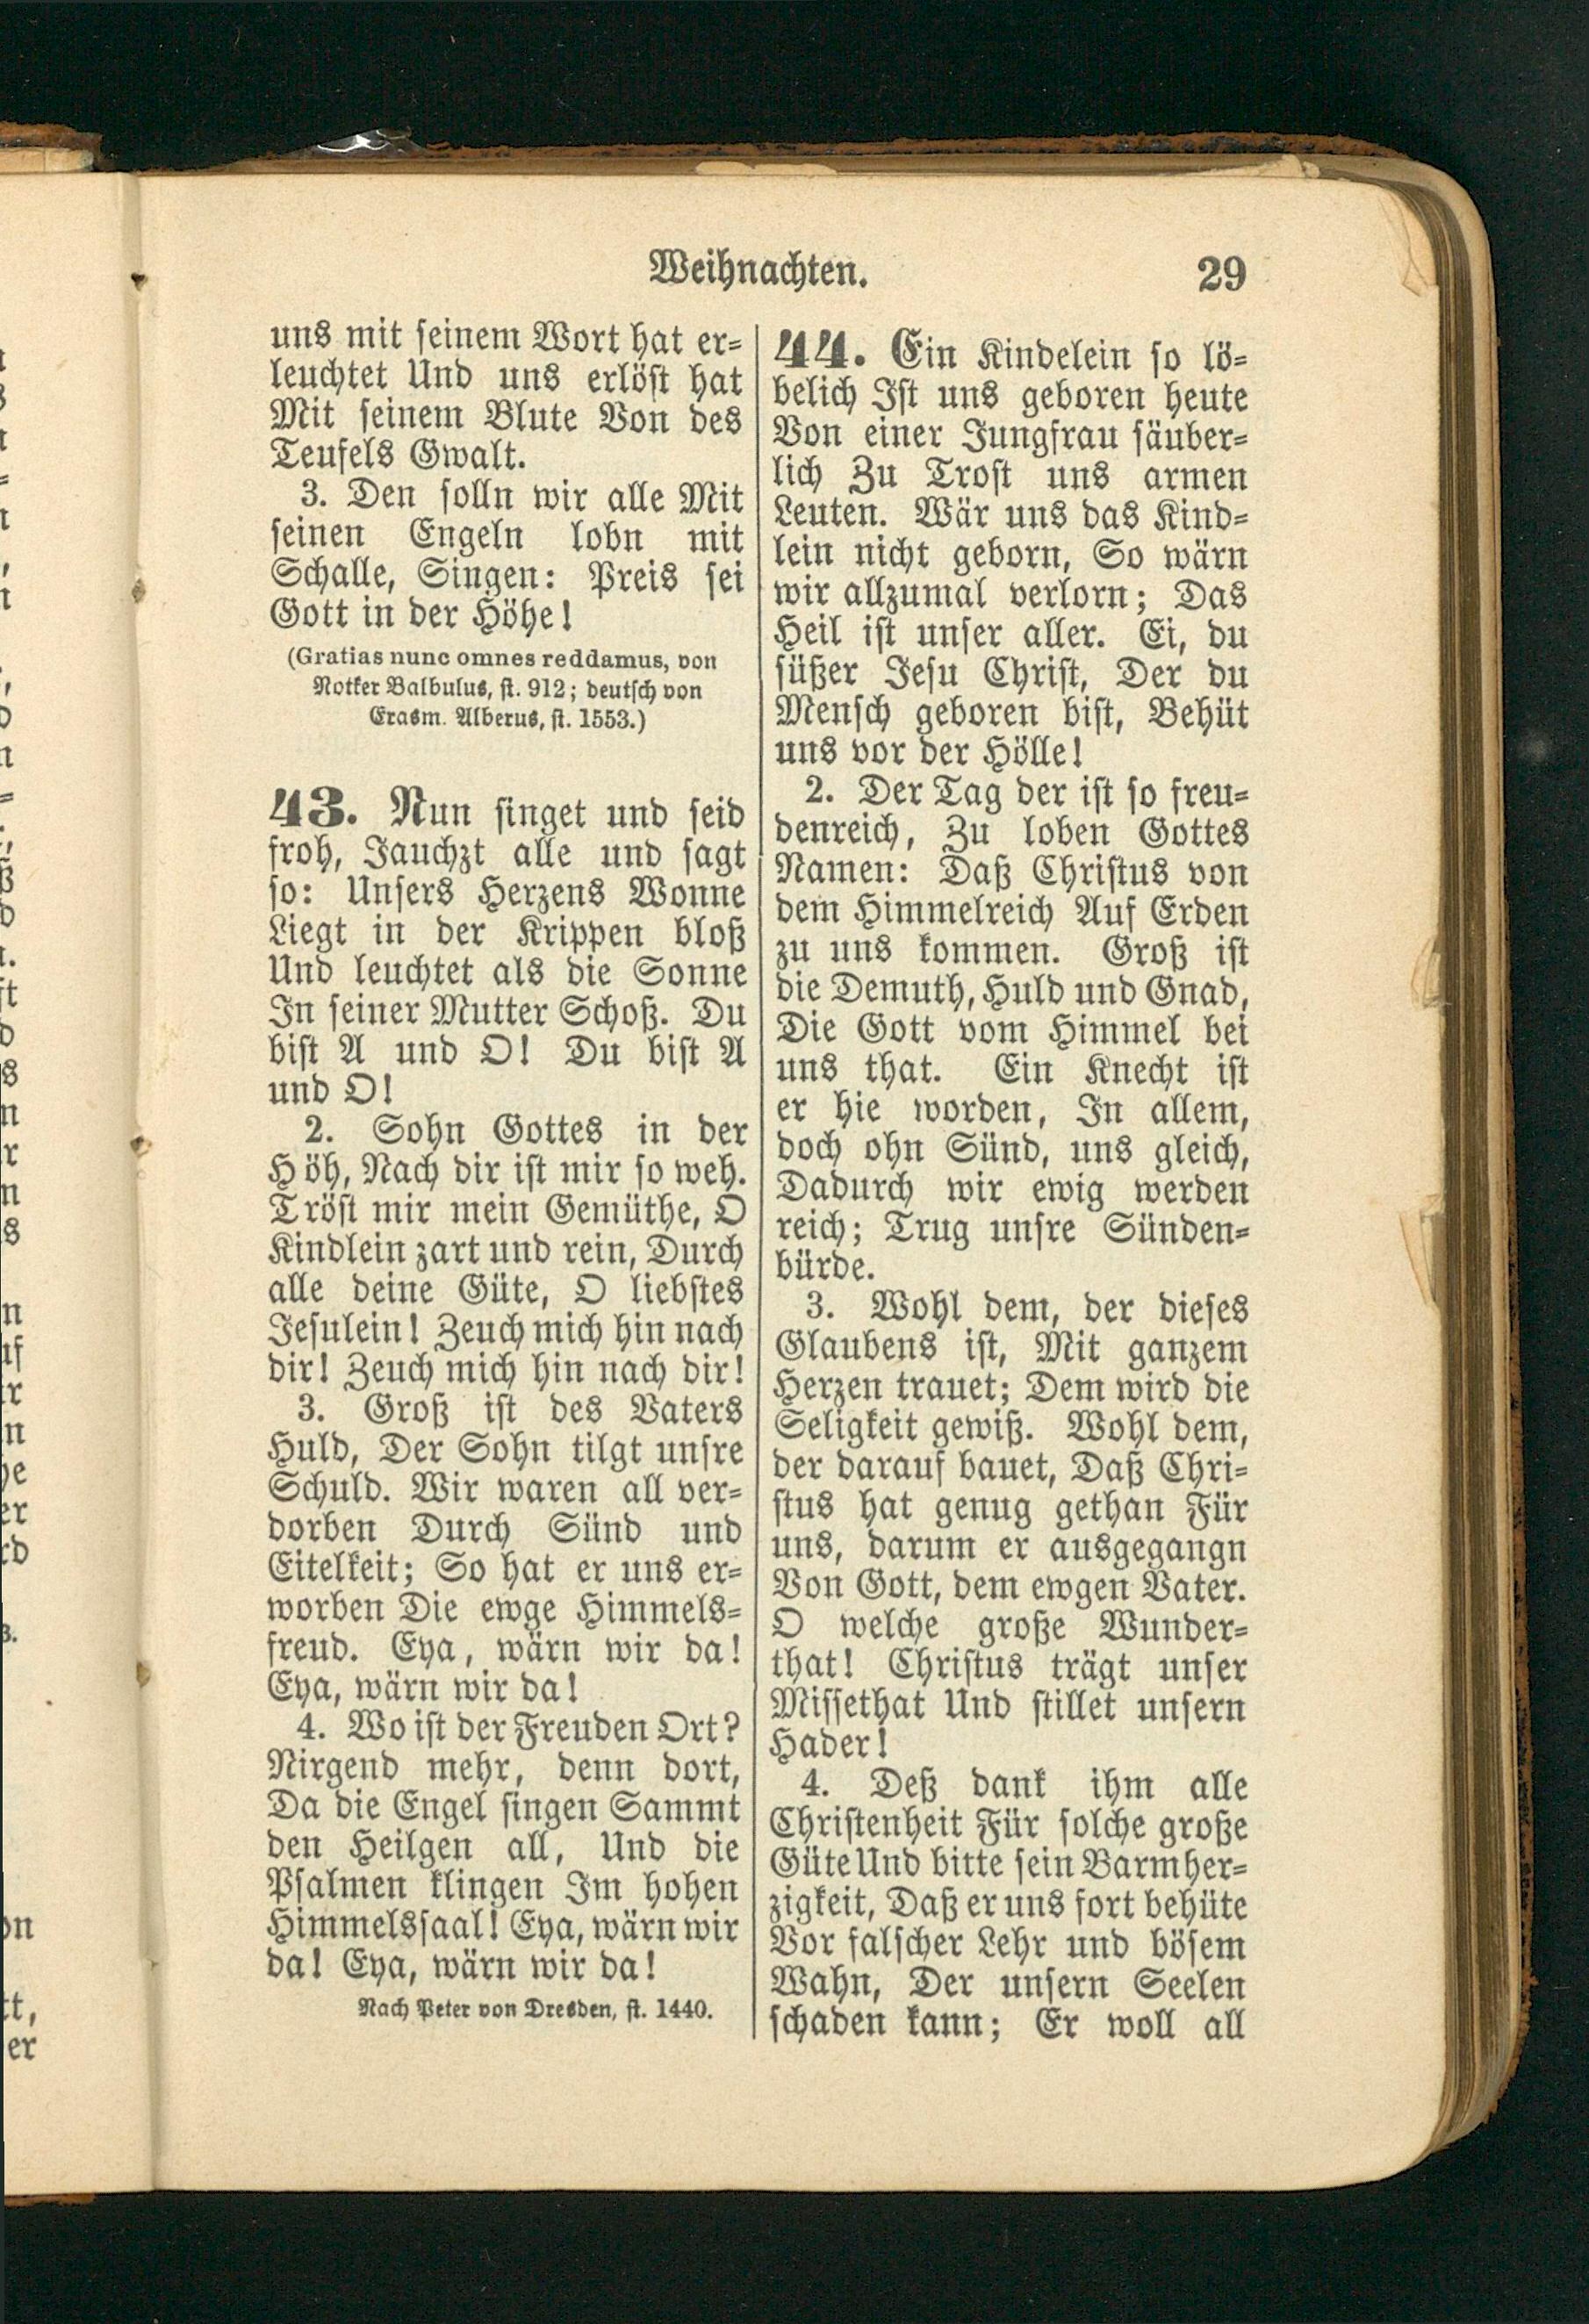 Weihnachten.
29
uns mit seinem Wort hat er=
leuchtet Und uns erlöst hat
Mit seinem Blute Von des
Teufels Gwalt.
3. Den solln wir alle Mit
seinen Engeln lobn mit
Schalle, Singen: Preis sei
Gott in der Höhe!
(Gratias nunc omnes reddamus, von
Notker Balbulus, st. 912; deutsch von
Erasm. Alberus, st. 1553.)
43. Nun singet und seid
froh, Jauchzt alle und sagt
so: Unsers Herzens Wonne
Liegt in der Krippen bloß
Und leuchtet als die Sonne
In seiner Mutter Schoß. Du
bist A und O! Du bist A
und O!
2. Sohn Gottes in der
Höh, Nach dir ist mir so weh.
Tröst mir mein Gemüthe, O
Kindlein zart und rein, Durch
alle deine Güte, O liebstes
Jesulein! Zeuch mich hin nach
dir! Zeuch mich hin nach dir!
3. Groß ist des Vaters
Huld, Der Sohn tilgt unsre
Schuld. Wir waren all ver=
dorben Durch Sünd und
Eitelkeit; So hat er uns er=
worben Die ewge Himmels=
freud. Eya, wärn wir da!
Eya, wärn wir da!
4. Wo ist der Freuden Ort?
Nirgend mehr, denn dort,
Da die Engel singen Sammt
den Heilgen all, Und die
Psalmen klingen Im hohen
Himmelssaal! Eya, wärn wir
da! Eya, wärn wir da!
Nach Peter von Dresden, st. 1440.
44. Ein Kindelein so lö=
belich Ist uns geboren heute
Von einer Jungfrau säuber=
lich Zu Trost uns armen
Leuten. Wär uns das Kind=
lein nicht geborn, So wärn
wir allzumal verlorn; Das
Heil ist unser aller. Ei, du
süßer Jesu Christ, Der du
Mensch geboren bist, Behüt
uns vor der Hölle!
2. Der Tag der ist so freu=
denreich, Zu loben Gottes
Namen: Daß Christus von
dem Himmelreich Auf Erden
zu uns kommen. Groß ist
die Demuth, Huld und Gnad,
Die Gott vom Himmel bei
uns that. Ein Knecht ist
er hie worden, In allem,
doch ohn Sünd, uns gleich,
Dadurch wir ewig werden
reich; Trug unsre Sünden=
bürde.
3. Wohl dem, der dieses
Glaubens ist, Mit ganzem
Herzen trauet; Dem wird die
Seligkeit gewiß. Wohl dem,
der darauf bauet, Daß Chri=
stus hat genug gethan Für
uns, darum er ausgegangn
Von Gott, dem ewgen Vater.
O welche große Wunder=
that! Christus trägt unser
Missethat Und stillet unsern
Hader!
4. Deß dank ihm alle
Christenheit Für solche große
Güte Und bitte sein Barmher=
zigkeit, Daß er uns fort behüte
Vor falscher Lehr und bösem
Wahn, Der unsern Seelen
schaden kann; Er woll all